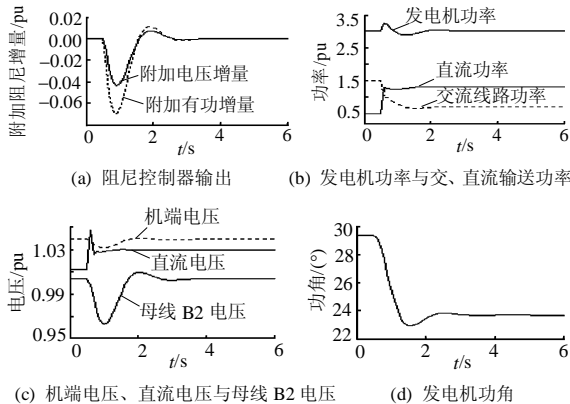 附加阻尼增量/pu
0.02
0.00
−0.02
−0.04
−0.06
附加电压增量
附加有功增量
0 2 4 6
t/s
(a) 阻尼控制器输出
功率/pu
3.5
2.5
1.5
0.5
发电机功率
直流功率
交流线路功率
0 2 4 6
t/s
(b) 发电机功率与交、直流输送功率
电压/pu
1.03
0.99
0.95
机端电压
直流电压
母线 B2 电压
0 2 4 6
t/s
(c) 机端电压、直流电压与母线 B2 电压
功角/(°)
30
28
26
24
22
0 2 4 6
t/s
(d) 发电机功角